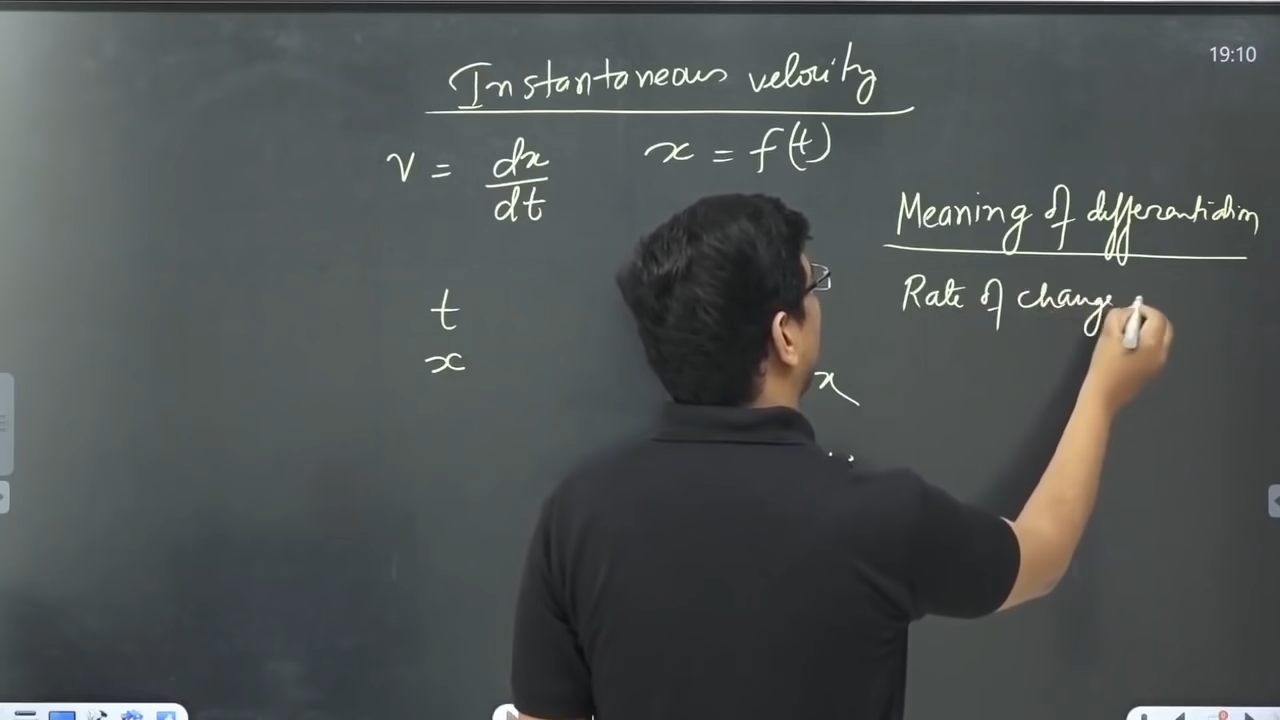 19:10
Instantaneous velocity
v = dx/dt x = f(t)
Meaning of differentiation
Rate of change
t
x
x